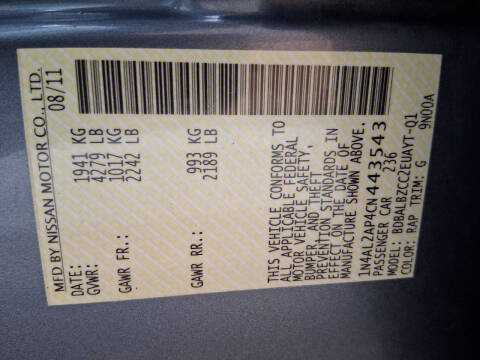 MFD BY NISSAN MOTOR CO., LTD.
DATE: 08/11
GVWR: 1941 KG
4279 LB
GAWR FR.: 1017 KG
2242 LB
GAWR RR.: 993 KG
2189 LB
THIS VEHICLE CONFORMS TO
ALL APPLICABLE FEDERAL
MOTOR VEHICLE SAFETY,
BUMPER, AND THEFT
PREVENTION STANDARDS IN
EFFECT ON THE DATE OF
MANUFACTURE SHOWN ABOVE.
1N4AL2AP4CN443543
PASSENGER CAR 236
MODEL: BDBALBZCC2EUAYT-Q1
COLOR: RAP TRIM: G 9N00A